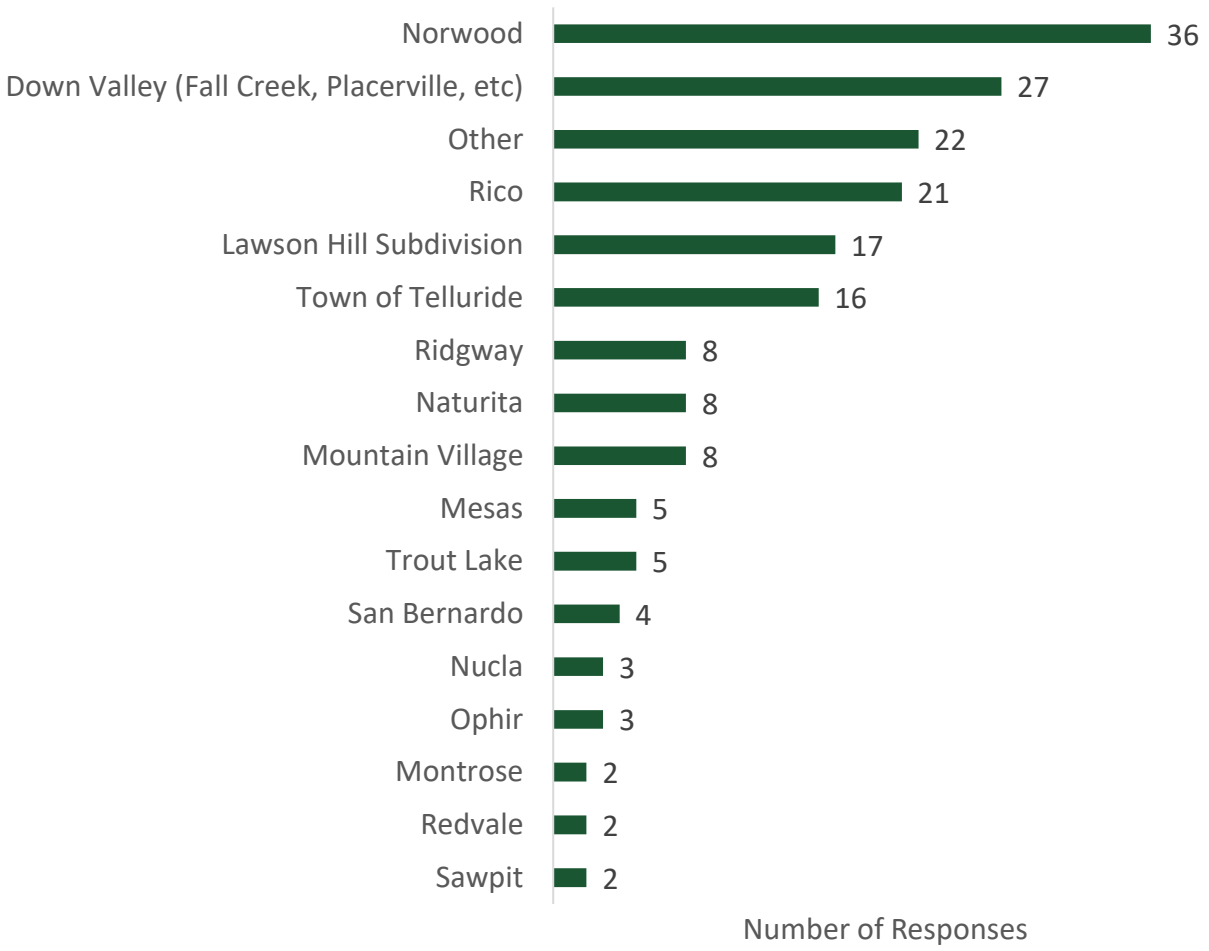 Norwood 36
Down Valley (Fall Creek, Placerville, etc) 27
Other 22
Rico 21
Lawson Hill Subdivision 17
Town of Telluride 16
Ridgway 8
Naturita 8
Mountain Village 8
Mesas 5
Trout Lake 5
San Bernardo 4
Nucla 3
Ophir 3
Montrose 2
Redvale 2
Sawpit 2
Number of Responses